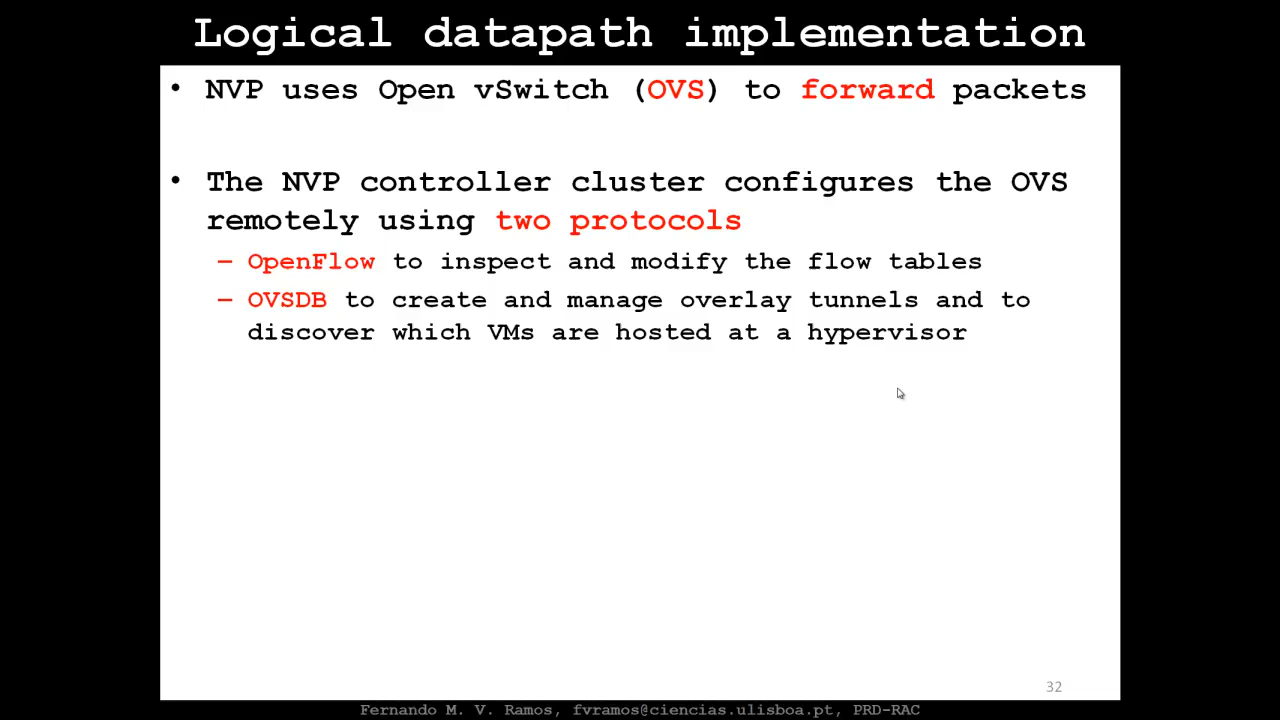 Logical datapath implementation
• NVP uses Open vSwitch (OVS) to forward packets
• The NVP controller cluster configures the OVS
remotely using two protocols
– OpenFlow to inspect and modify the flow tables
– OVSDB to create and manage overlay tunnels and to
discover which VMs are hosted at a hypervisor
32
Fernando M. V. Ramos, fvramos@ciencias.ulisboa.pt, PRD-RAC